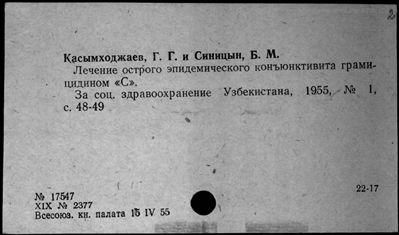 Касымходжаев, Г. Г. и Синицын, Б. М.
Лечение острого эпидемического конъюнктивита грами-
цидином «С».
За соц. здравоохранение Узбекистана, 1955, № 1,
с. 48-49
№ 17547
XIX № 2377
Всесоюз. кн. палата 15 IV 55
22-17